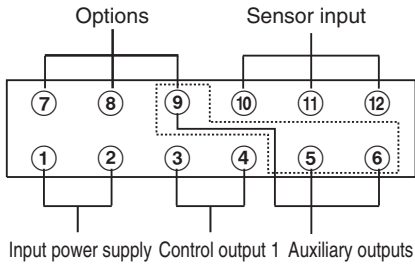 Options Sensor input
7 8 9 10 11 12
1 2 3 4 5 6
Input power supply Control output 1 Auxiliary outputs